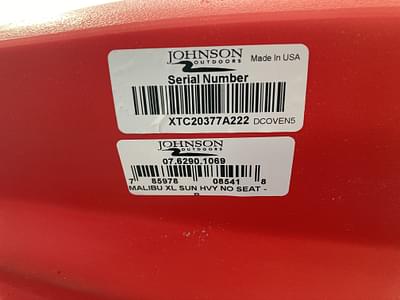 JOHNSON
OUTDOORS
Made In USA
Serial Number
XTC20377A222 DCOVEN5
JOHNSON
OUTDOORS
07.6290.1069
7 85978 08541 8
MALIBU XL SUN HVY NO SEAT -